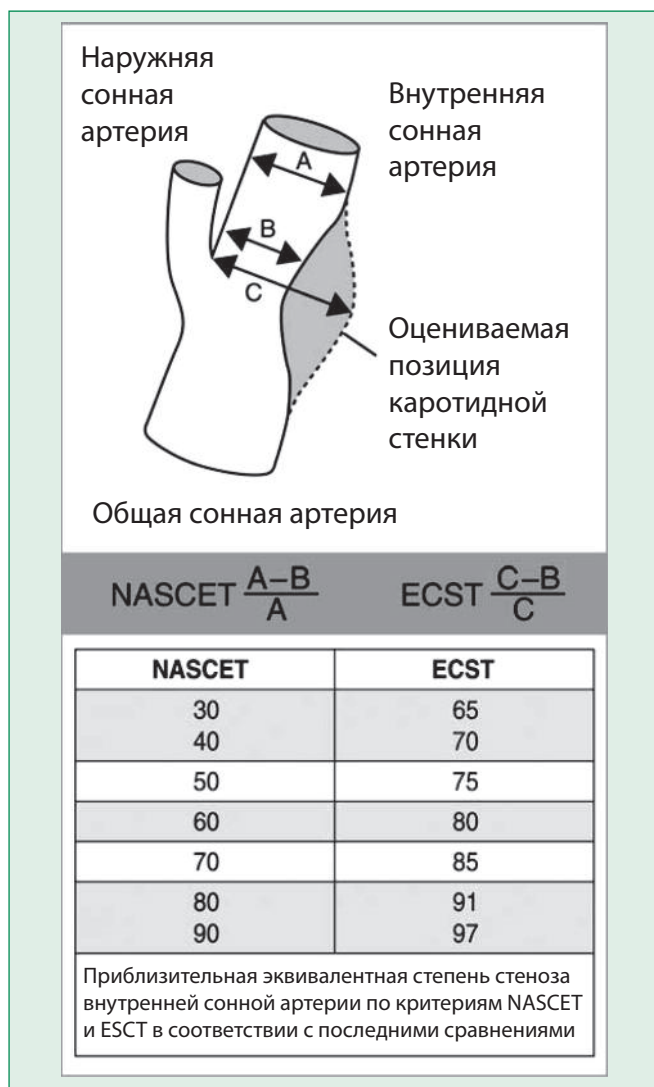 Наружняя
сонная
артерия
Внутренняя
сонная
артерия
A
B
C
Оцениваемая
позиция
каротидной
стенки
Общая сонная артерия
NASCET A–B/A ECST C–B/C
NASCET ECST
30 65
40 70
50 75
60 80
70 85
80 91
90 97
Приблизительная эквивалентная степень стеноза
внутренней сонной артерии по критериям NASCET
и ESCT в соответствии с последними сравнениями